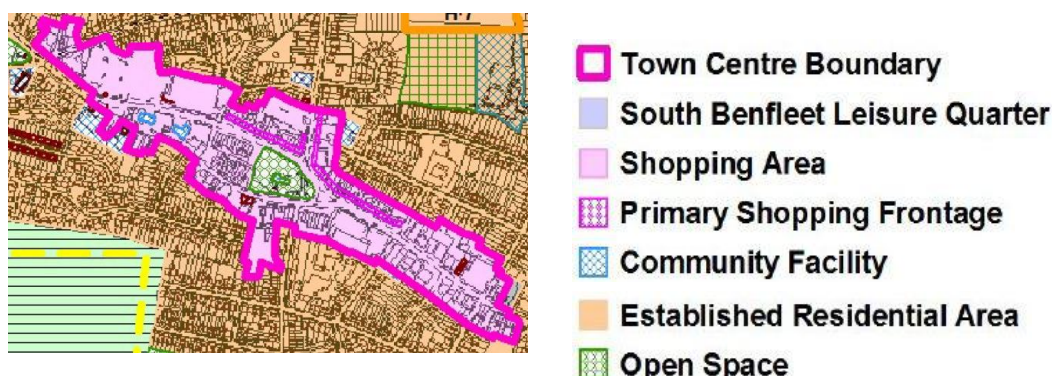 H-7
Town Centre Boundary
South Benfleet Leisure Quarter
Shopping Area
Primary Shopping Frontage
Community Facility
Established Residential Area
Open Space